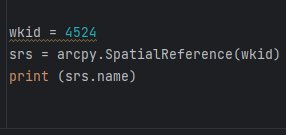 wkid = 4524
srs = arcpy.SpatialReference(wkid)
print (srs.name)